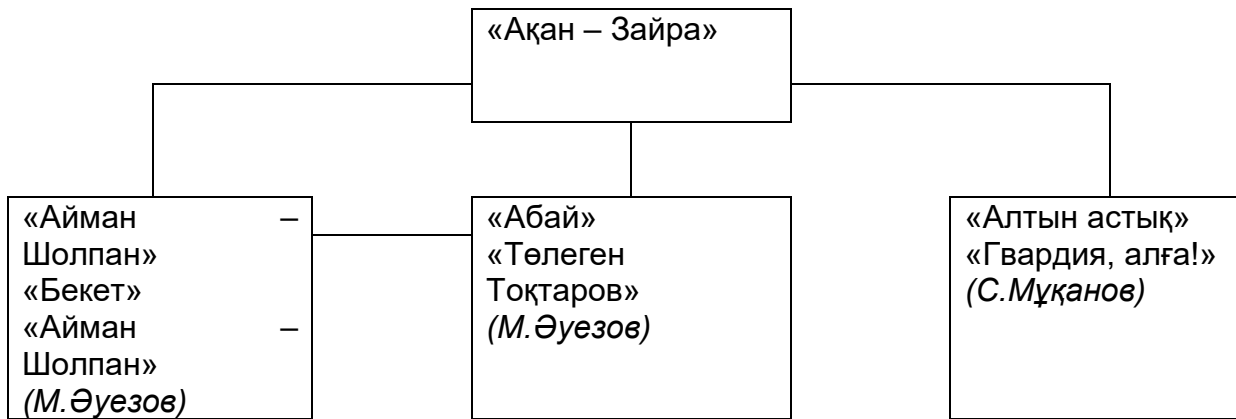 «Ақан – Зайра»
«Айман –
Шолпан»
«Бекет»
«Айман –
Шолпан»
(М.Әуезов)
«Абай»
«Төлеген
Тоқтаров»
(М.Әуезов)
«Алтын астық»
«Гвардия, алға!»
(С.Мұқанов)